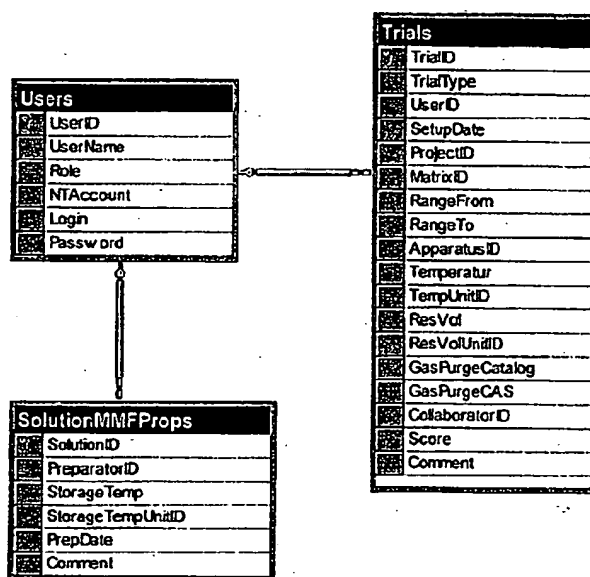 Users
UserID
UserName
Role
NTAccount
Login
Password
Trials
TrialID
TrialType
UserID
SetupDate
ProjectID
MatrixID
RangeFrom
RangeTo
ApparatusID
Temperatur
TempUnitID
ResVol
ResVolUnitID
GasPurgeCatalog
GasPurgeCAS
CollaboratorID
Score
Comment
SolutionMMFProps
SolutionID
PreparatorID
StorageTemp
StorageTempUnitID
PrepDate
Comment